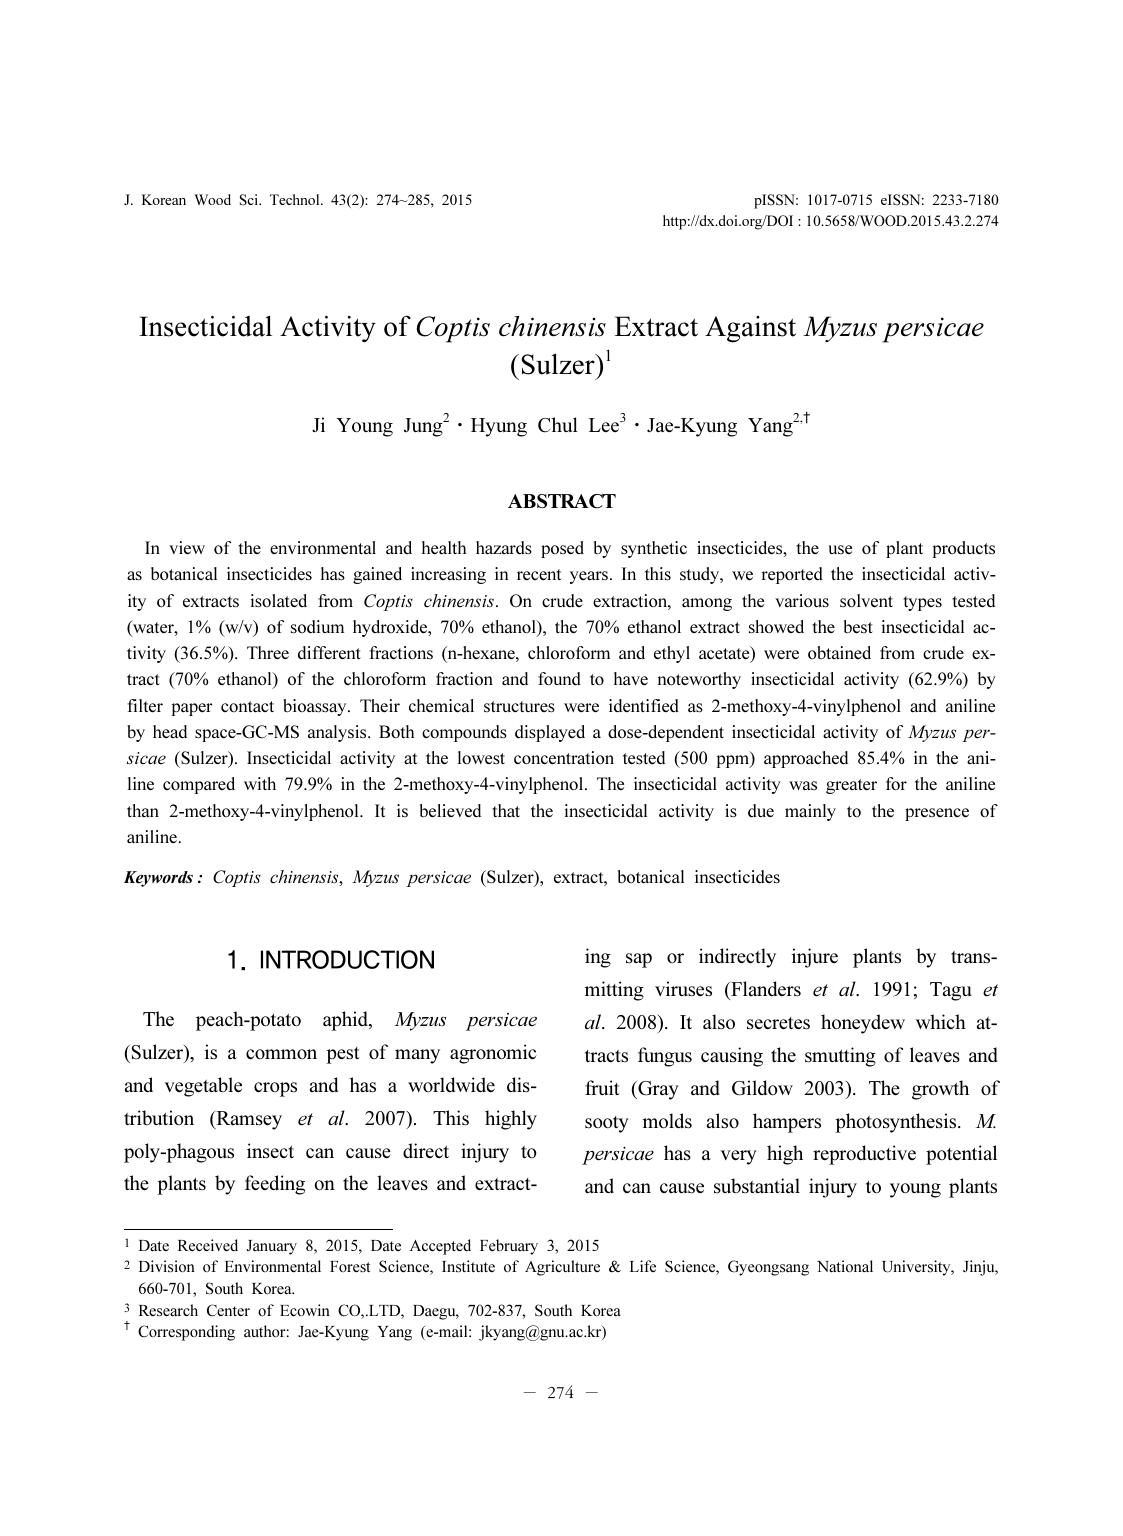 J. Korean Wood Sci. Technol. 43(2): 274~285, 2015
pISSN: 1017-0715 eISSN: 2233-7180
http://dx.doi.org/DOI : 10.5658/WOOD.2015.43.2.274
Insecticidal Activity of Coptis chinensis Extract Against Myzus persicae
(Sulzer)1
Ji Young Jung2・Hyung Chul Lee3・Jae-Kyung Yang2,†
ABSTRACT
In view of the environmental and health hazards posed by synthetic insecticides, the use of plant products
as botanical insecticides has gained increasing in recent years. In this study, we reported the insecticidal activ-
ity of extracts isolated from Coptis chinensis. On crude extraction, among the various solvent types tested
(water, 1% (w/v) of sodium hydroxide, 70% ethanol), the 70% ethanol extract showed the best insecticidal ac-
tivity (36.5%). Three different fractions (n-hexane, chloroform and ethyl acetate) were obtained from crude ex-
tract (70% ethanol) of the chloroform fraction and found to have noteworthy insecticidal activity (62.9%) by
filter paper contact bioassay. Their chemical structures were identified as 2-methoxy-4-vinylphenol and aniline
by head space-GC-MS analysis. Both compounds displayed a dose-dependent insecticidal activity of Myzus per-
sicae (Sulzer). Insecticidal activity at the lowest concentration tested (500 ppm) approached 85.4% in the ani-
line compared with 79.9% in the 2-methoxy-4-vinylphenol. The insecticidal activity was greater for the aniline
than 2-methoxy-4-vinylphenol. It is believed that the insecticidal activity is due mainly to the presence of
aniline.
Keywords : Coptis chinensis, Myzus persicae (Sulzer), extract, botanical insecticides
1. INTRODUCTION
The peach-potato aphid, Myzus persicae
(Sulzer), is a common pest of many agronomic
and vegetable crops and has a worldwide dis-
tribution (Ramsey et al. 2007). This highly
poly-phagous insect can cause direct injury to
the plants by feeding on the leaves and extract-
ing sap or indirectly injure plants by trans-
mitting viruses (Flanders et al. 1991; Tagu et
al. 2008). It also secretes honeydew which at-
tracts fungus causing the smutting of leaves and
fruit (Gray and Gildow 2003). The growth of
sooty molds also hampers photosynthesis. M.
persicae has a very high reproductive potential
and can cause substantial injury to young plants
1 Date Received January 8, 2015, Date Accepted February 3, 2015
2 Division of Environmental Forest Science, Institute of Agriculture & Life Science, Gyeongsang National University, Jinju,
660-701, South Korea.
3 Research Center of Ecowin CO,.LTD, Daegu, 702-837, South Korea
† Corresponding author: Jae-Kyung Yang (e-mail: jkyang@gnu.ac.kr)
－ 274 －